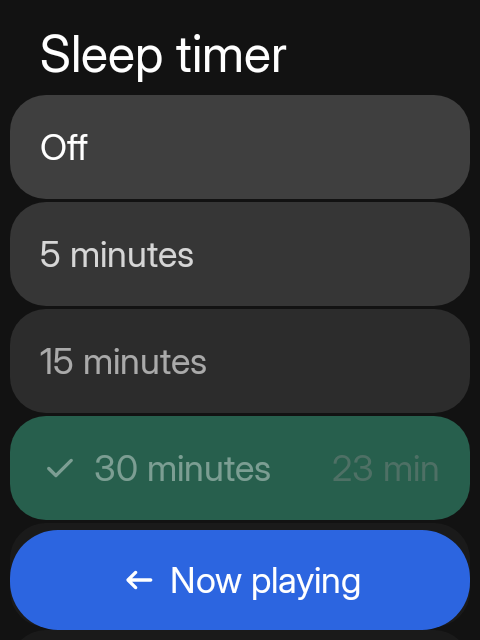 Sleep timer
Off
5 minutes
15 minutes
30 minutes 23 min
Now playing